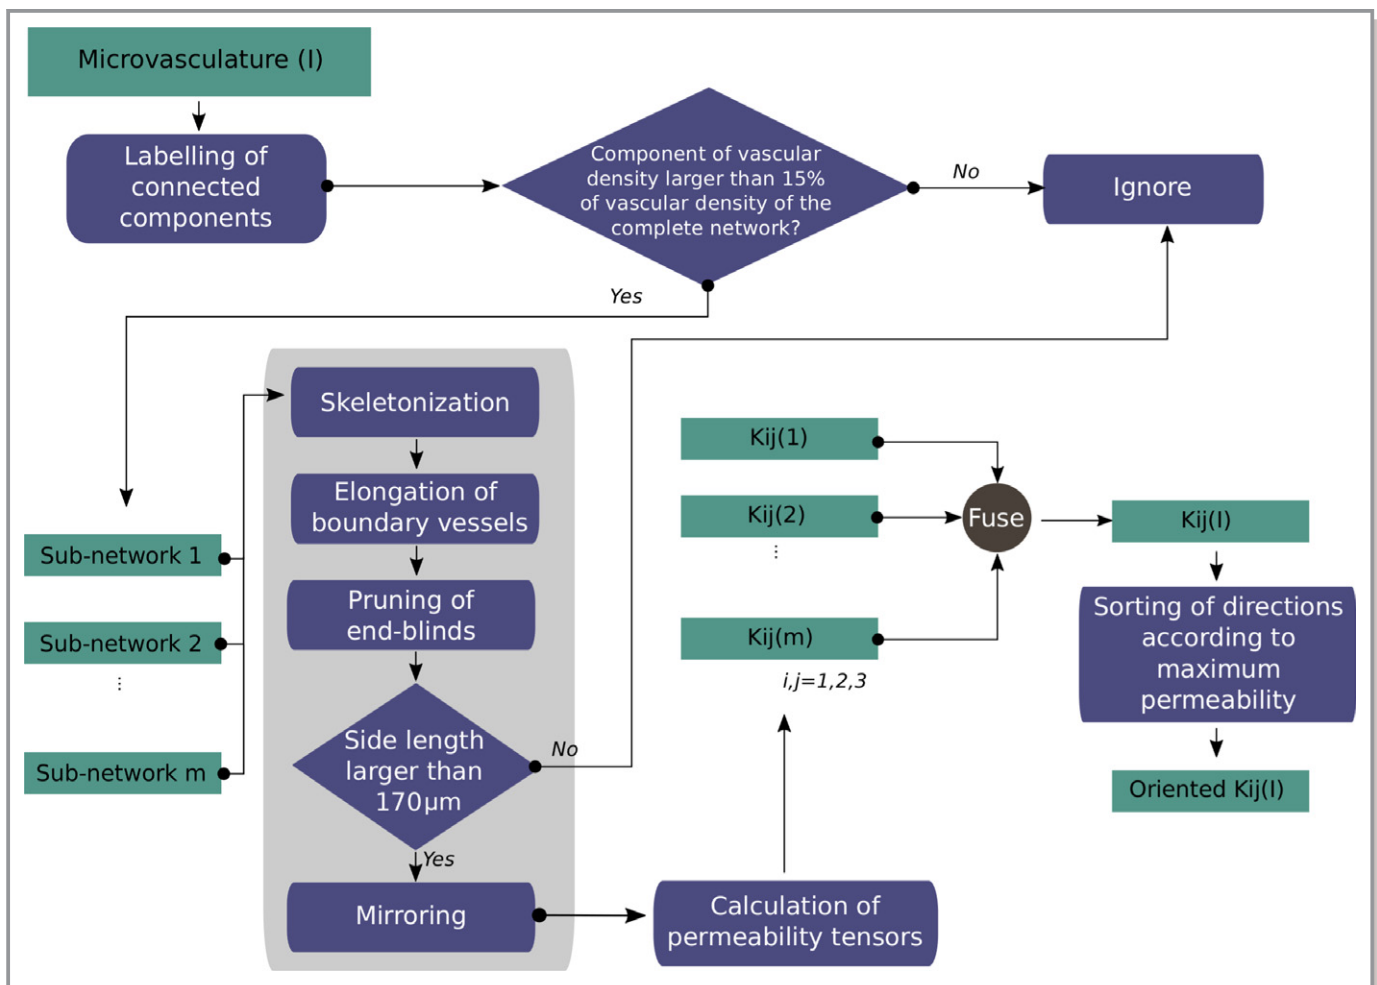 Microvasculature (I)
Labelling of
connected
components
Component of vascular
density larger than 15%
of vascular density of the
complete network?
No
Ignore
Yes
Skeletonization
Elongation of
boundary vessels
Pruning of
end-blinds
Side length
larger than
170µm
No
Yes
Mirroring
Sub-network 1
Sub-network 2
...
Sub-network m
Calculation of
permeability tensors
Kij(1)
Kij(2)
...
Kij(m)
i,j=1,2,3
Fuse
Kij(I)
Sorting of directions
according to
maximum
permeability
Oriented Kij(I)